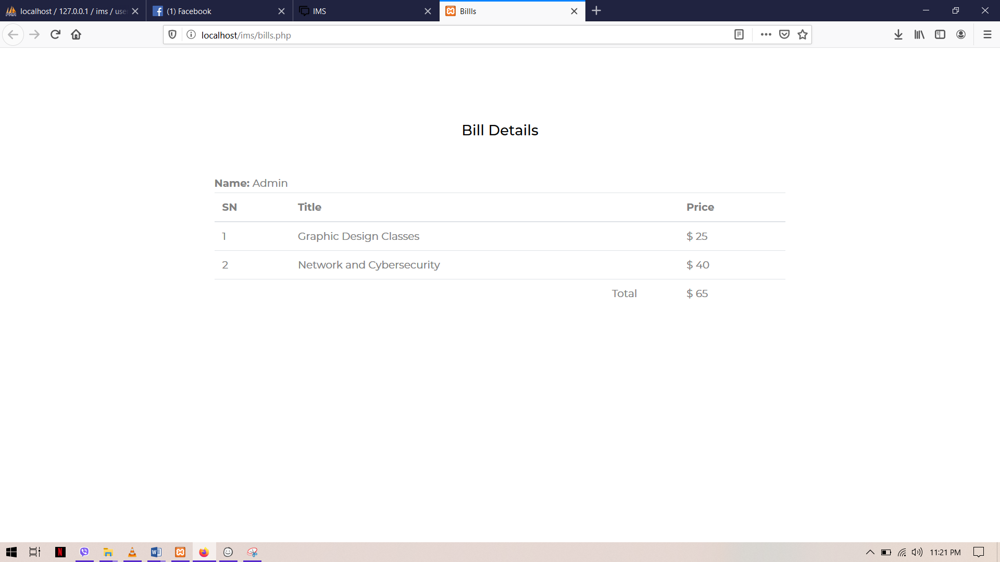 localhost / 127.0.0.1 / ims / use
(1) Facebook
IMS
Billls
localhost/ims/bills.php
Bill Details
Name: Admin
SN Title Price
1 Graphic Design Classes $ 25
2 Network and Cybersecurity $ 40
Total $ 65
11:21 PM